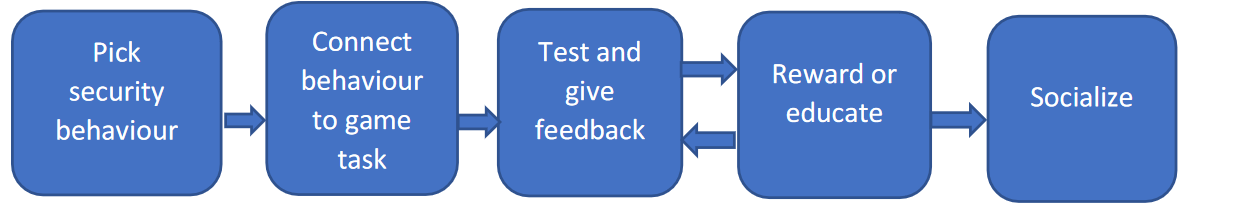 Pick
security
behaviour
Connect
behaviour
to game
task
Test and
give
feedback
Reward or
educate
Socialize